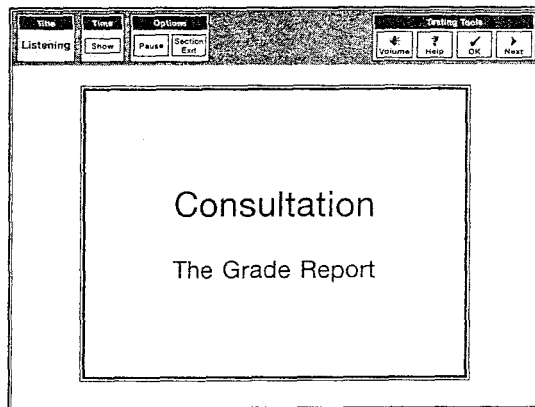 Title
Time
Options
Testing Tools
Listening
Show
Pause
Section
Exit
Volume
?
Help
OK
Next
Consultation
The Grade Report